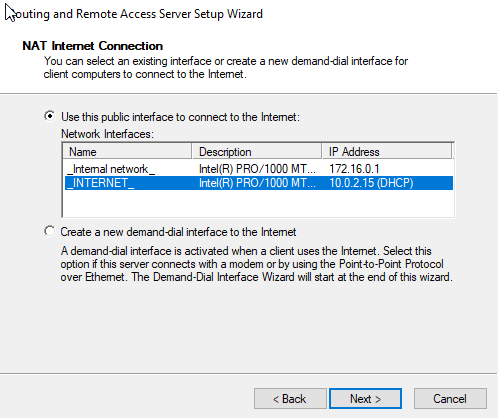 outing and Remote Access Server Setup Wizard
NAT Internet Connection
You can select an existing interface or create a new demand-dial interface for
client computers to connect to the Internet.
Use this public interface to connect to the Internet:
Network Interfaces:
Name Description IP Address
_Internal network_ Intel(R) PRO/1000 MT... 172.16.0.1
_INTERNET_ Intel(R) PRO/1000 MT... 10.0.2.15 (DHCP)
Create a new demand-dial interface to the Internet
A demand-dial interface is activated when a client uses the Internet. Select this
option if this server connects with a modem or by using the Point-to-Point Protocol
over Ethernet. The Demand-Dial Interface Wizard will start at the end of this wizard.
< Back Next > Cancel